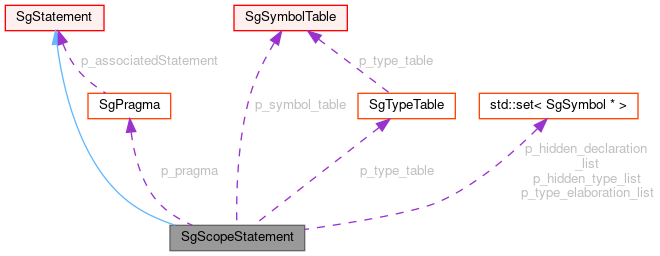 SgStatement
SgSymbolTable
p_associatedStatement
p_type_table
SgPragma
p_symbol_table
SgTypeTable
std::set< SgSymbol * >
p_pragma
p_type_table
p_hidden_declaration
_list
p_hidden_type_list
p_type_elaboration_list
SgScopeStatement